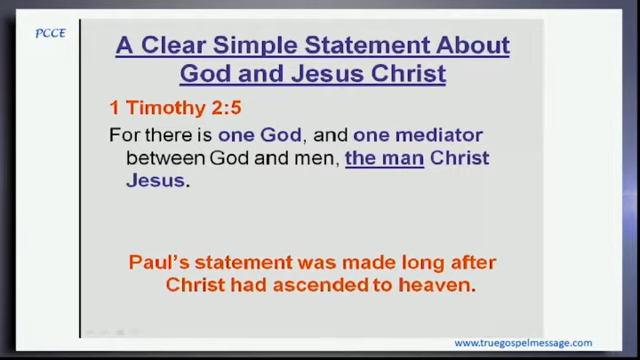 PCCE
A Clear Simple Statement About
God and Jesus Christ
1 Timothy 2:5
For there is one God, and one mediator
between God and men, the man Christ
Jesus.
Paul's statement was made long after
Christ had ascended to heaven.
www.truegospelmessage.com